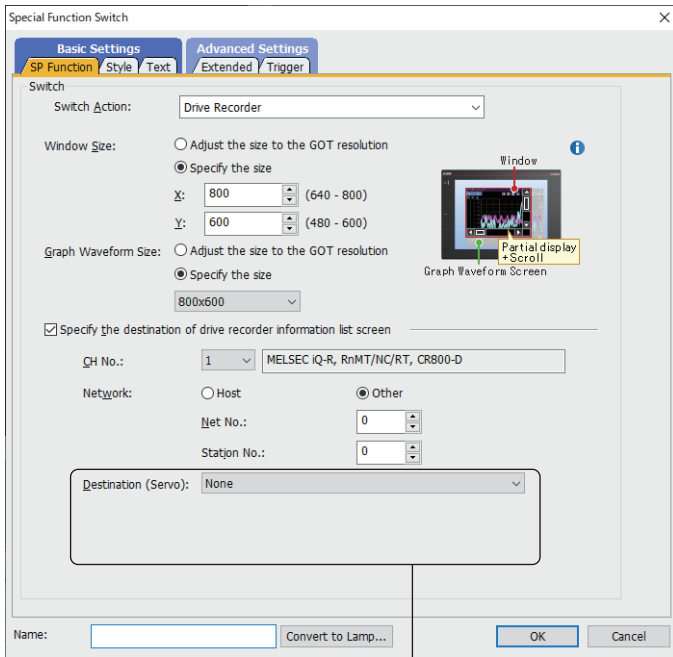 Special Function Switch
Basic Settings
Advanced Settings
SP Function
Style
Text
Extended
Trigger
Switch
Switch Action:
Drive Recorder
Window Size:
Adjust the size to the GOT resolution
Specify the size
X:
800
(640 - 800)
Y:
600
(480 - 600)
Window
Partial display
+Scroll
Graph Waveform Screen
Graph Waveform Size:
Adjust the size to the GOT resolution
Specify the size
800x600
Specify the destination of drive recorder information list screen
CH No.:
1
MELSEC iQ-R, RnMT/NC/RT, CR800-D
Network:
Host
Other
Net No.:
0
Station No.:
0
Destination (Servo):
None
Name:
Convert to Lamp...
OK
Cancel